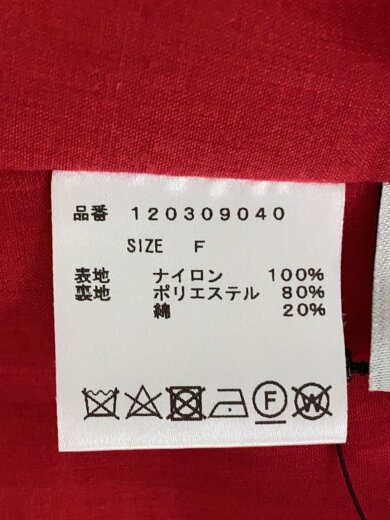 品番 120309040
SIZE F
表地 ナイロン 100%
裏地 ポリエステル 80%
綿 20%
F
W